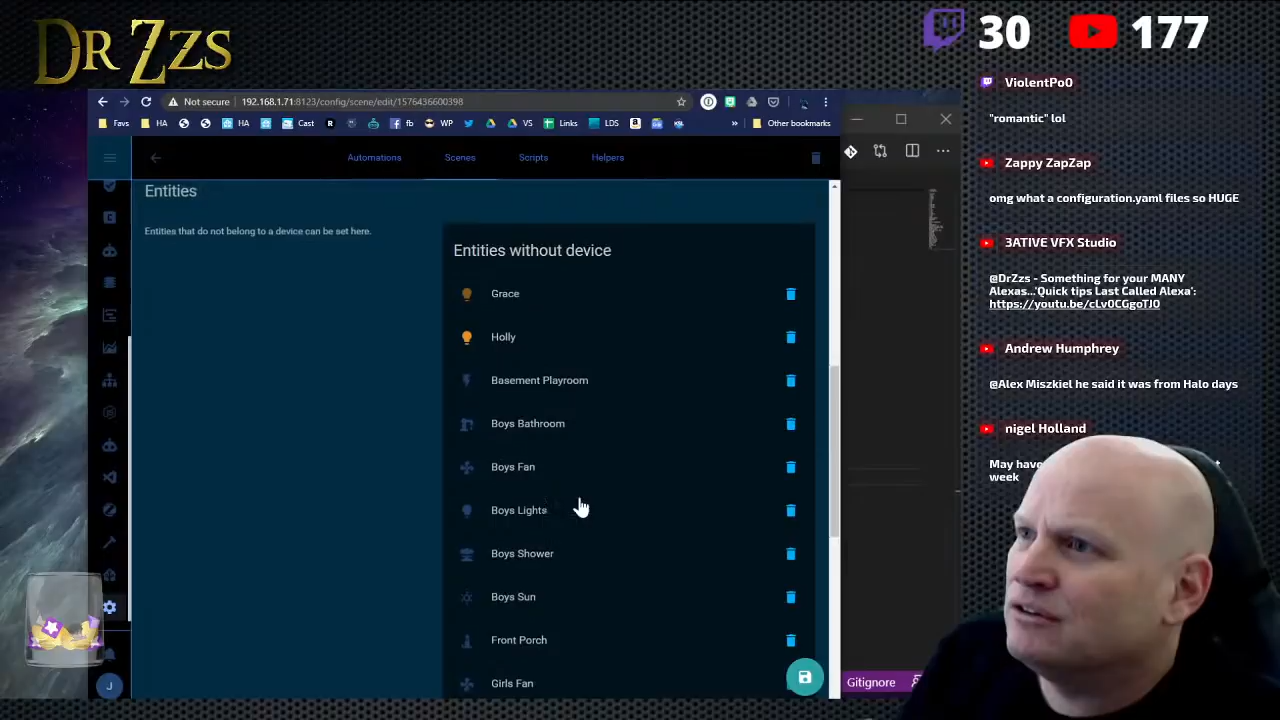 DR ZZS
30
177
Not secure
192.168.1.71:8123/config/scene/edit/1576436600398
Favs
HA
HA
Cast
fb
WP
VS
Links
LDS
»
Other bookmarks
Automations
Scenes
Scripts
Helpers
Entities
Entities that do not belong to a device can be set here.
Entities without device
Grace
Holly
Basement Playroom
Boys Bathroom
Boys Fan
Boys Lights
Boys Shower
Boys Sun
Front Porch
Girls Fan
J
Gitignore
ViolentPo0
"romantic" lol
Zappy ZapZap
omg what a configuration.yaml files so HUGE
3ATIVE VFX Studio
@DrZzs - Something for your MANY
Alexas...'Quick tips Last Called Alexa':
https://youtu.be/cLv0CGgoTJ0
Andrew Humphrey
@Alex Miszkiel he said it was from Halo days
nigel Holland
May have
week